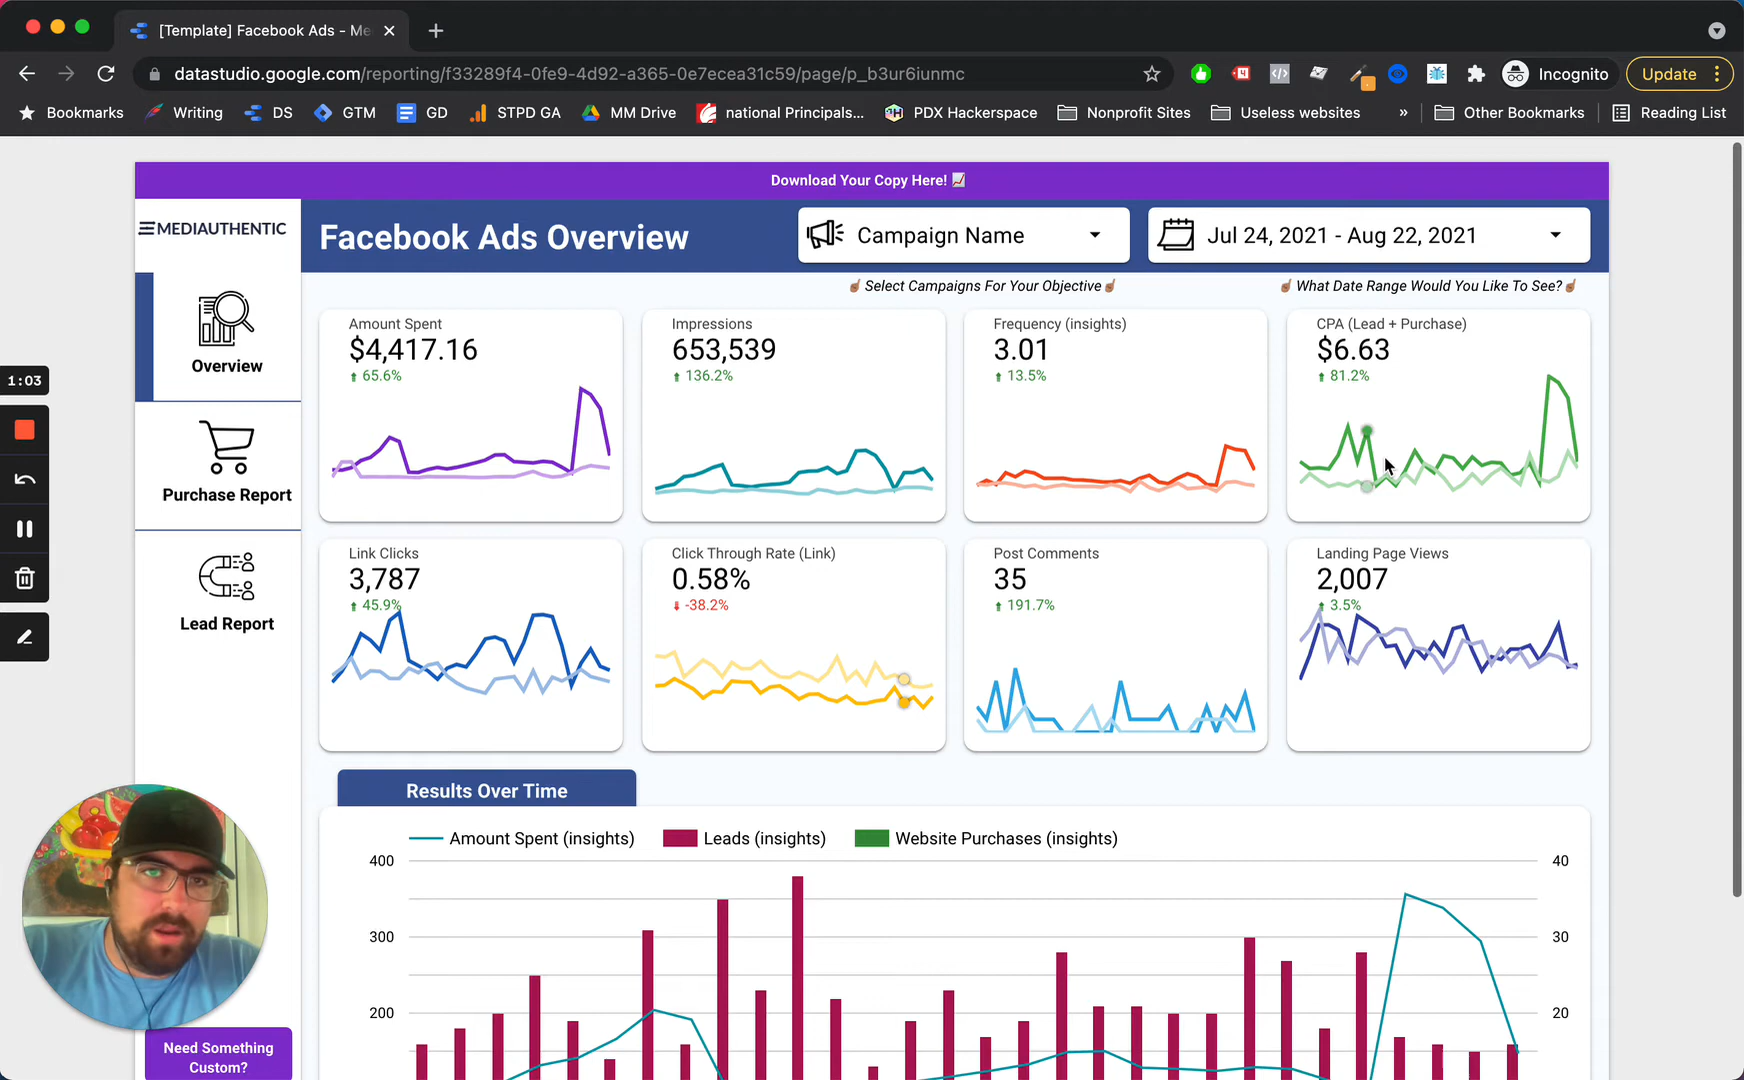 [Template] Facebook Ads - Me
datastudio.google.com/reporting/f33289f4-0fe9-4d92-a365-0e7ecea31c59/page/p_b3ur6iunmc
Incognito
Update
Bookmarks
Writing
DS
GTM
GD
STPD GA
MM Drive
national Principals...
PDX Hackerspace
Nonprofit Sites
Useless websites
»
Other Bookmarks
Reading List
Download Your Copy Here!
MEDIAUTHENTIC
Facebook Ads Overview
Campaign Name
Jul 24, 2021 - Aug 22, 2021
Select Campaigns For Your Objective
What Date Range Would You Like To See?
Overview
Purchase Report
Lead Report
1:03
Amount Spent
$4,417.16
65.6%
Impressions
653,539
136.2%
Frequency (insights)
3.01
13.5%
CPA (Lead + Purchase)
$6.63
81.2%
Link Clicks
3,787
45.9%
Click Through Rate (Link)
0.58%
-38.2%
Post Comments
35
191.7%
Landing Page Views
2,007
3.5%
Results Over Time
Amount Spent (insights)
Leads (insights)
Website Purchases (insights)
400
300
200
40
30
20
Need Something
Custom?